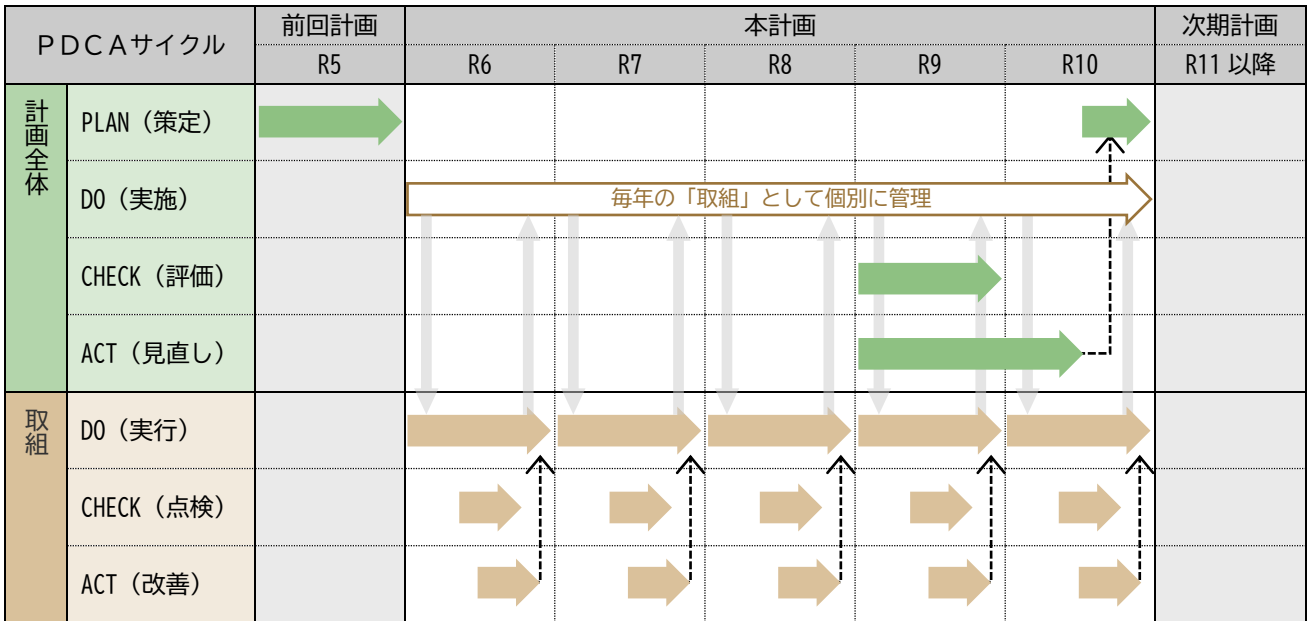 ＰＤＣＡサイクル
前回計画
本計画
次期計画
R5
R6
R7
R8
R9
R10
R11 以降
計画全体
PLAN（策定）
DO（実施）
毎年の「取組」として個別に管理
CHECK（評価）
ACT（見直し）
取組
DO（実行）
CHECK（点検）
ACT（改善）